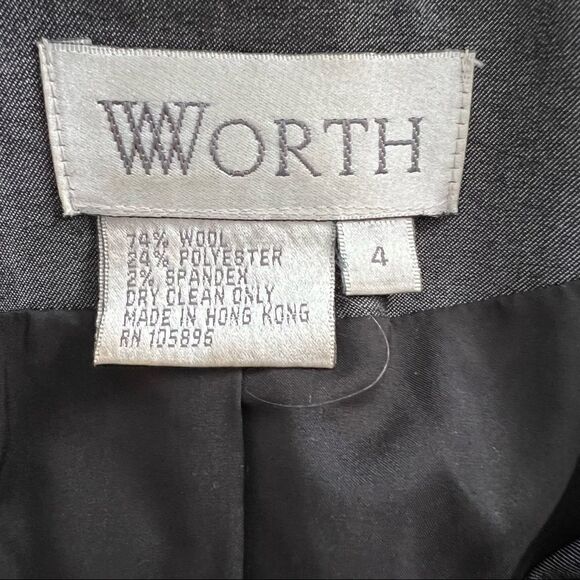 WORTH
74% WOOL
24% POLYESTER
2% SPANDEX
DRY CLEAN ONLY
MADE IN HONG KONG
RN 105896
4